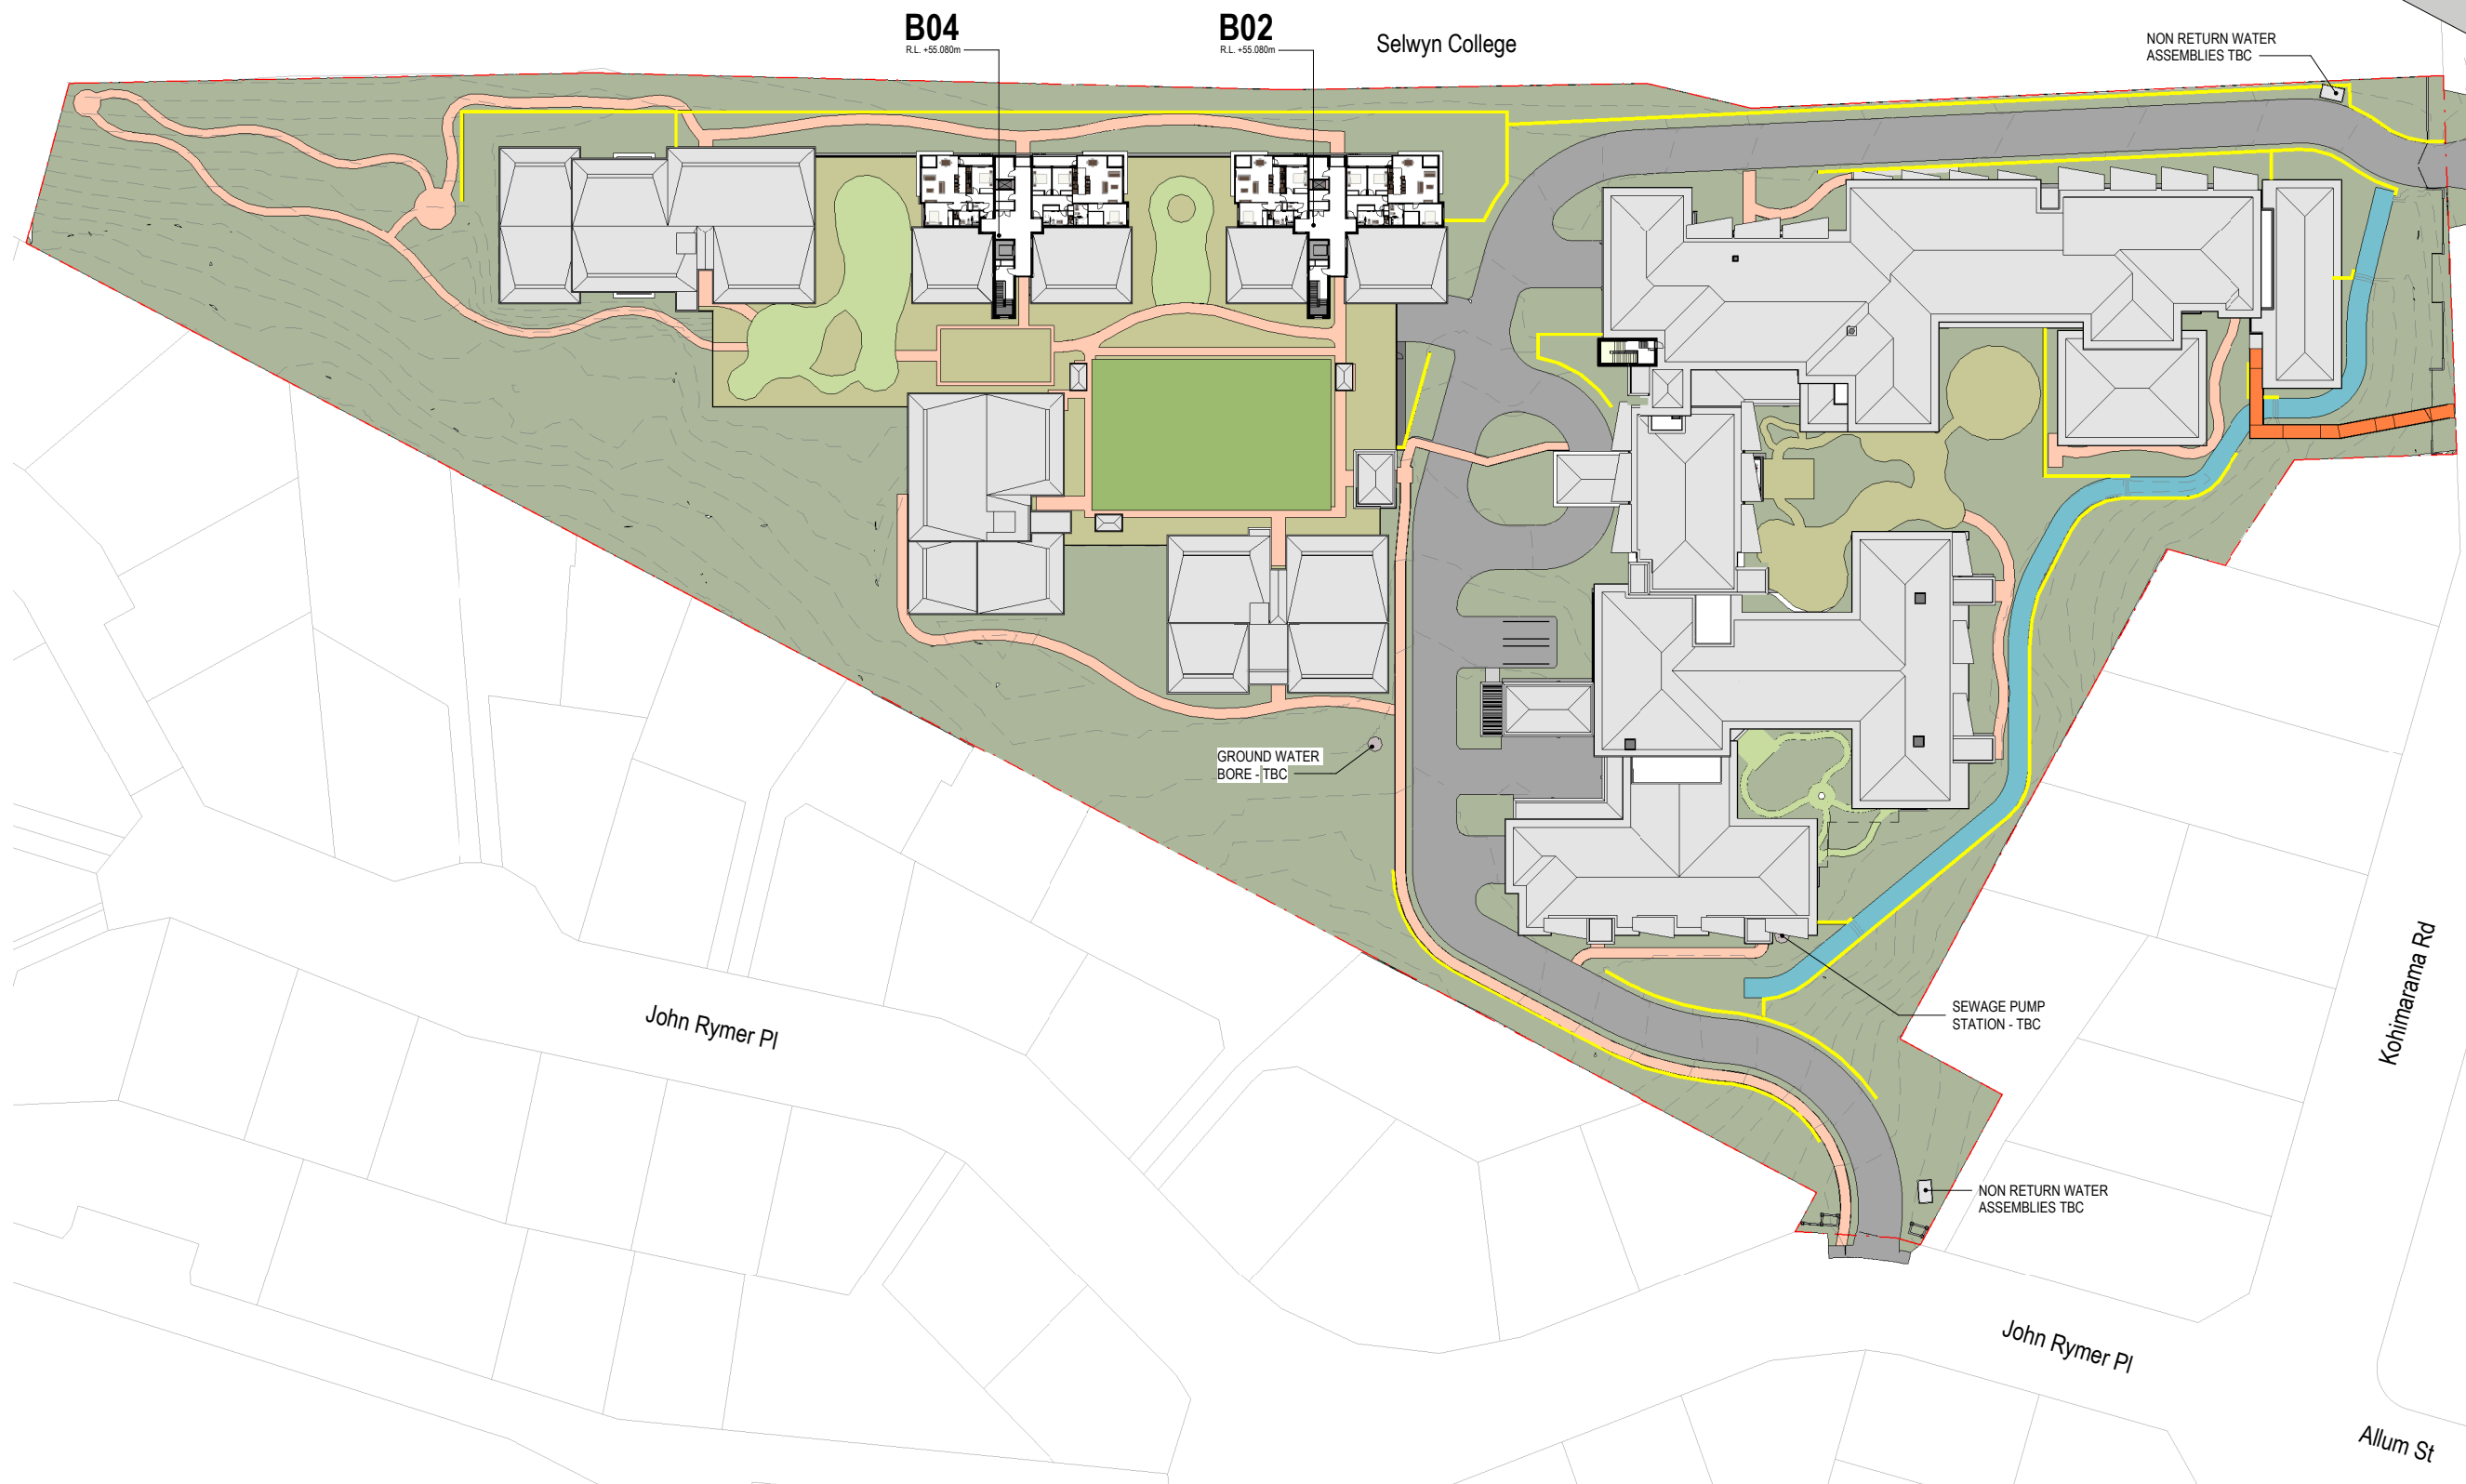 B04
R.L. +55.080m
B02
R.L. +55.080m
Selwyn College
NON RETURN WATER
ASSEMBLIES TBC
GROUND WATER
BORE - TBC
John Rymer Pl
SEWAGE PUMP
STATION - TBC
Kohimarama Rd
NON RETURN WATER
ASSEMBLIES TBC
John Rymer Pl
Allum St